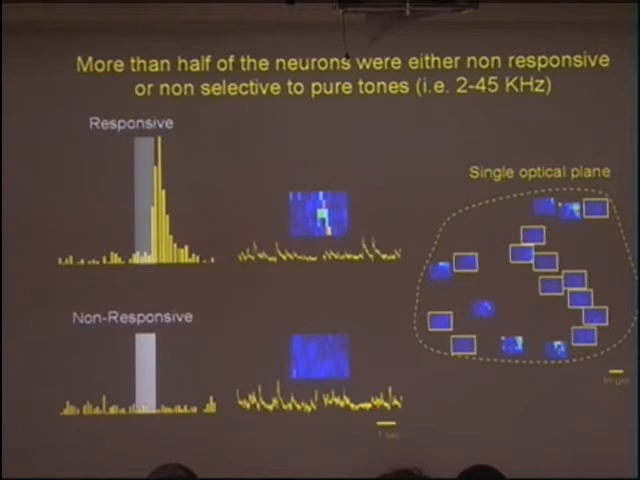 More than half of the neurons were either non responsive
or non selective to pure tones (i.e. 2-45 KHz)
Responsive
Single optical plane
Non-Responsive
1 sec